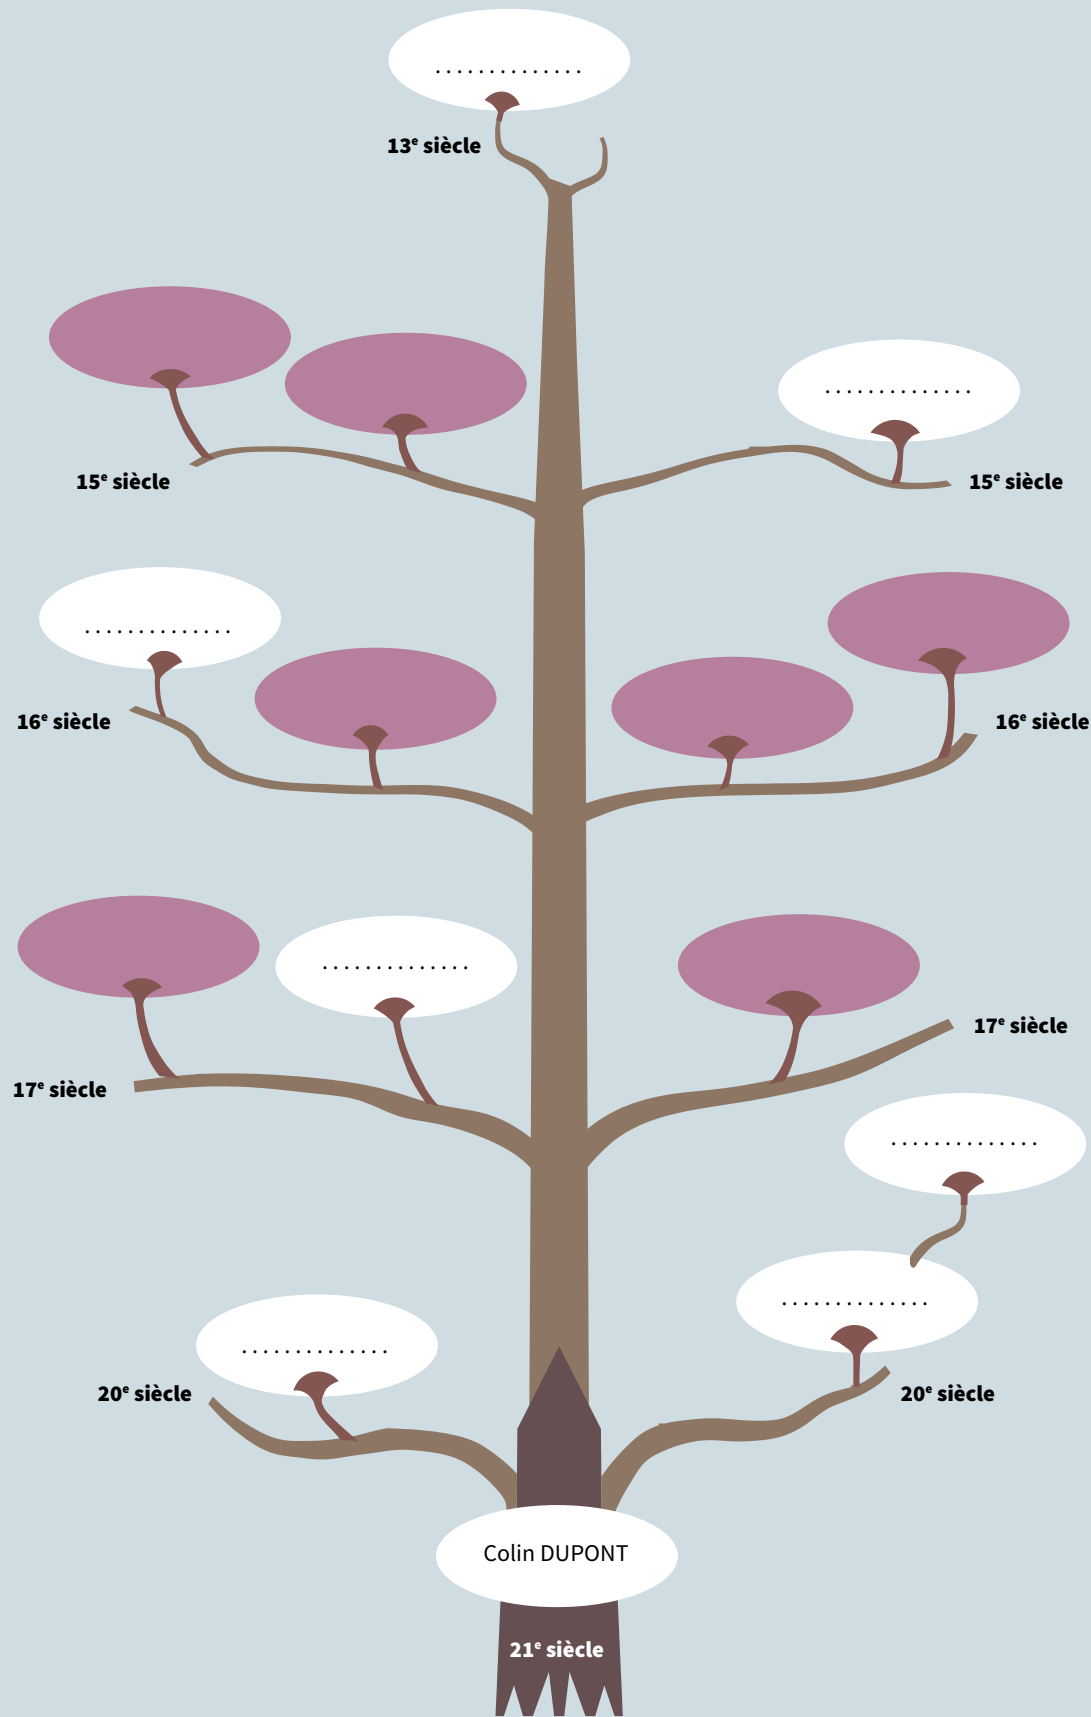 ..............
13e siècle
..............
15e siècle
15e siècle
..............
16e siècle
16e siècle
..............
17e siècle
17e siècle
..............
..............
..............
20e siècle
20e siècle
Colin DUPONT
21e siècle